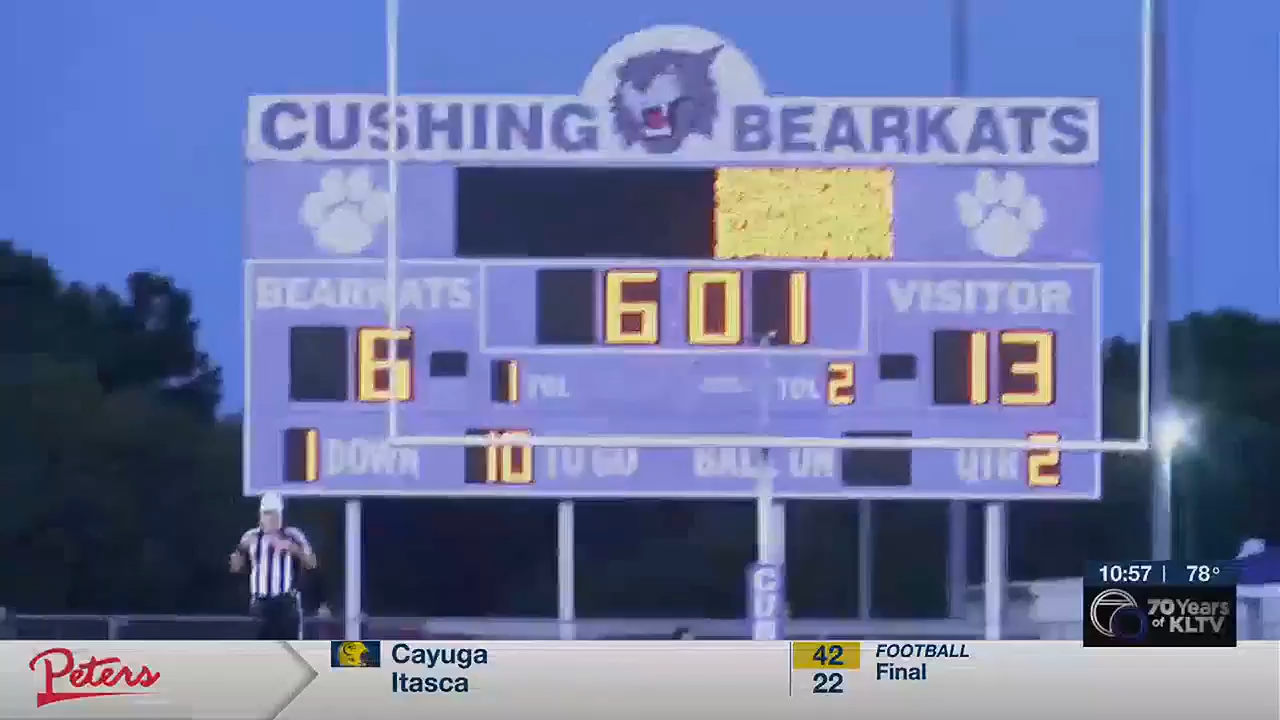 CUSHING BEARKATS
BEARKATS
6 01
VISITOR
6
1
TOL
TOL 2
13
1 DOWN
10 TO GO
BALL ON
QTR 2
CU
10:57 | 78°
70 Years
of KLTV
Peters
Cayuga 42
Itasca 22
FOOTBALL
Final